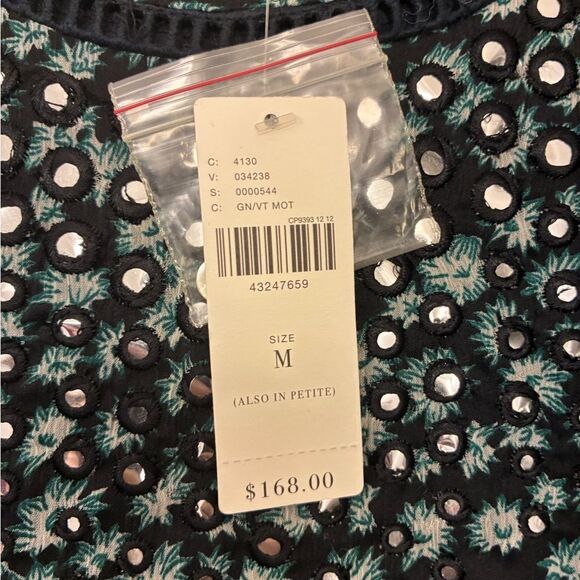 C: 4130
V: 034238
S: 0000544
C: GN/VT MOT
CP9393 12 12
43247659
SIZE
M
(ALSO IN PETITE)
$168.00